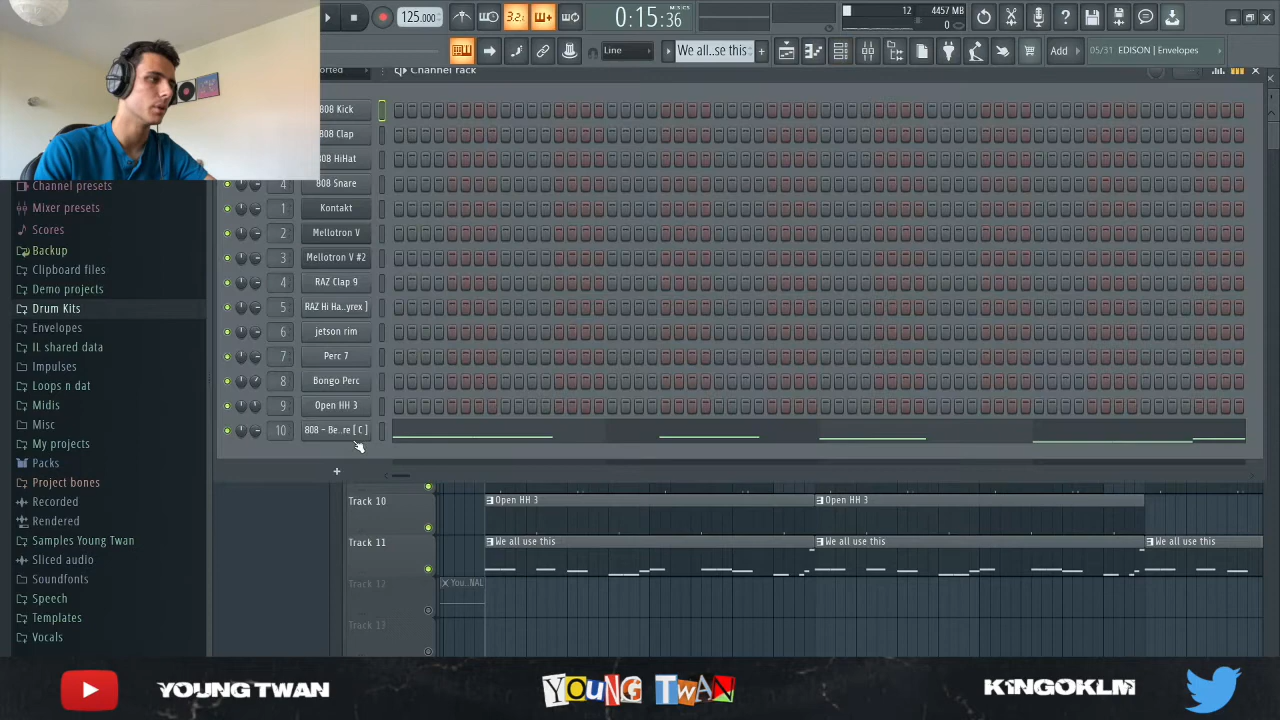 125.000
3.2.
0:15:36
M:S:CS
12
4457 MB
0
Line
We all..se this
Add
05/31 EDISON | Envelopes
Channel rack
808 Kick
808 Clap
808 HiHat
Channel presets
4
808 Snare
Mixer presets
1
Kontakt
Scores
2
Mellotron V
Backup
3
Mellotron V #2
Clipboard files
4
RAZ Clap 9
Demo projects
Drum Kits
5
RAZ Hi Ha..yrex ]
Envelopes
6
jetson rim
IL shared data
7
Perc 7
Impulses
8
Bongo Perc
Loops n dat
Midis
9
Open HH 3
Misc
10
808 - Be..re [ C ]
My projects
Packs
Project bones
Recorded
Track 10
Open HH 3
Open HH 3
Rendered
Samples Young Twan
Track 11
We all use this
We all use this
We all use this
Sliced audio
Soundfonts
Track 12
You..NAL
Speech
Templates
Track 13
Vocals
YOUNG TWAN
YOUNG TWAN
KINGOKLM